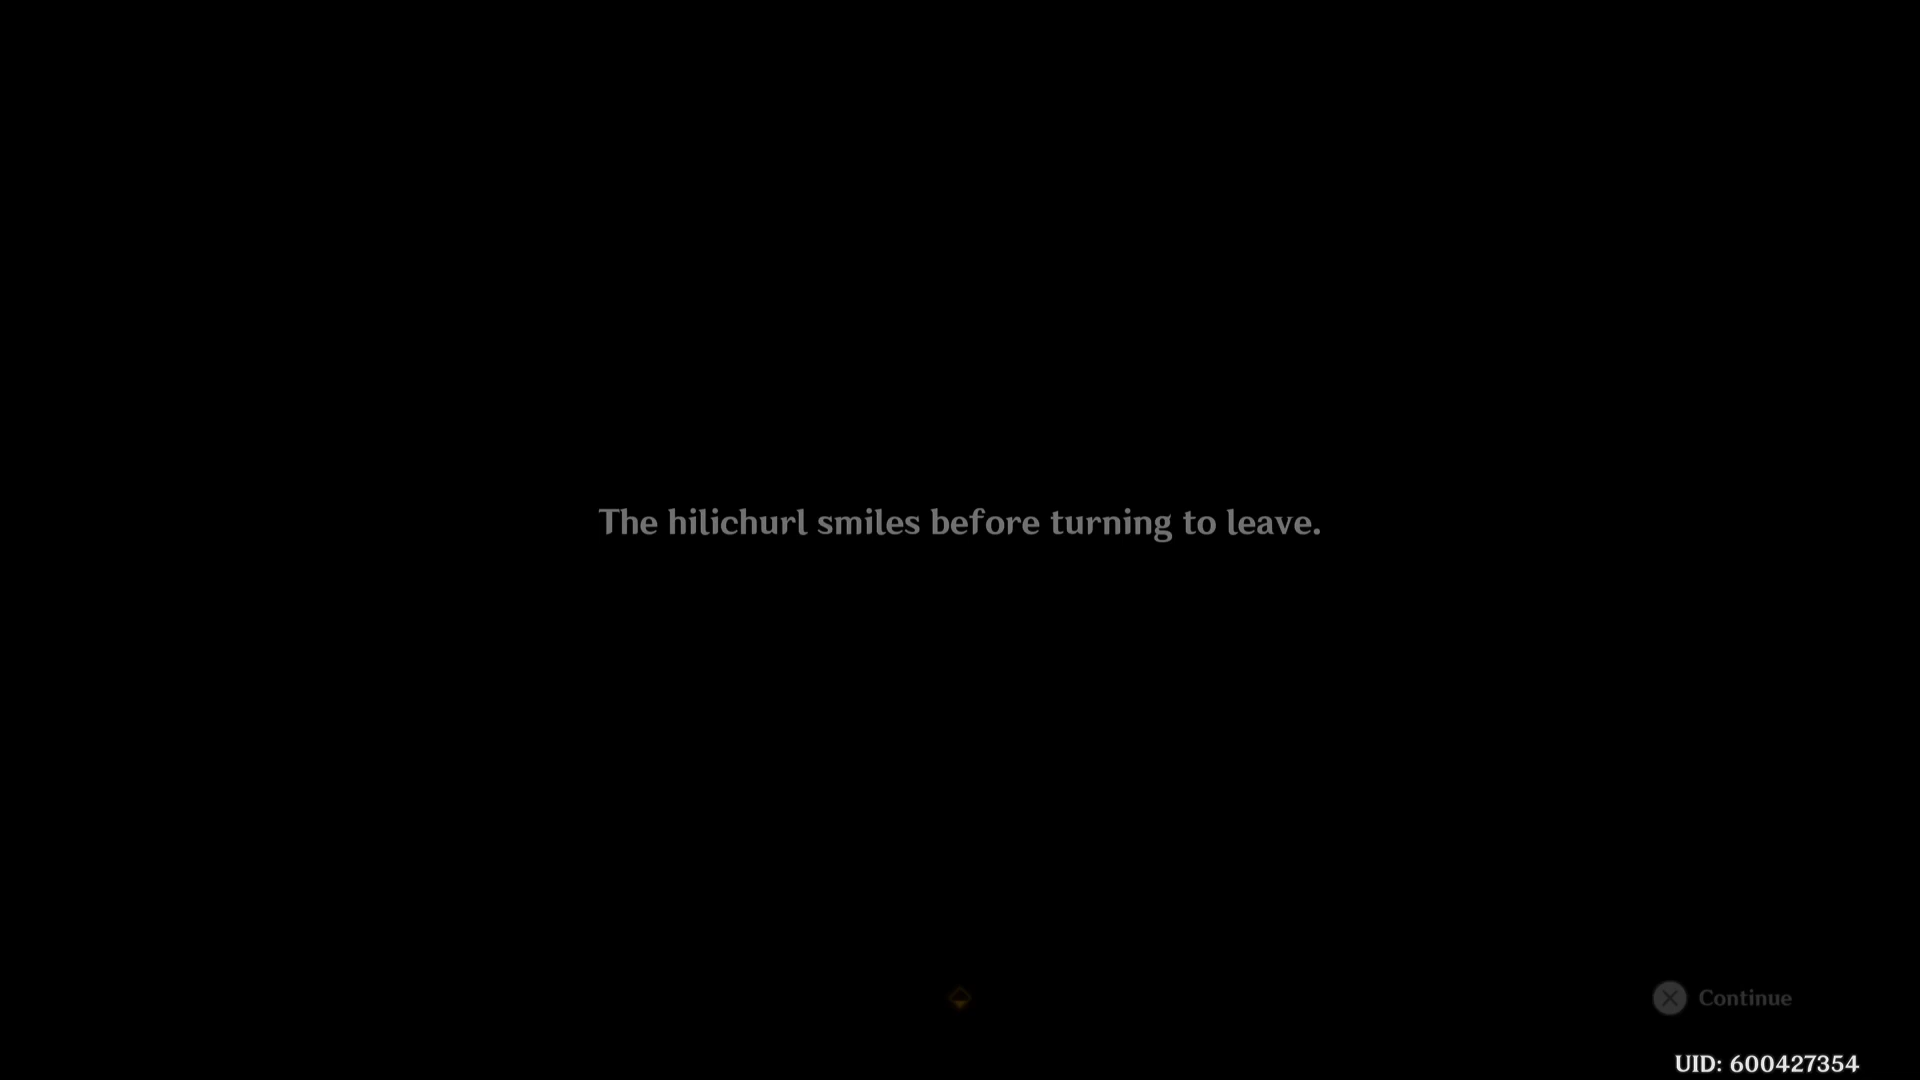 The hilichurl smiles before turning to leave.
Continue
UID: 600427354